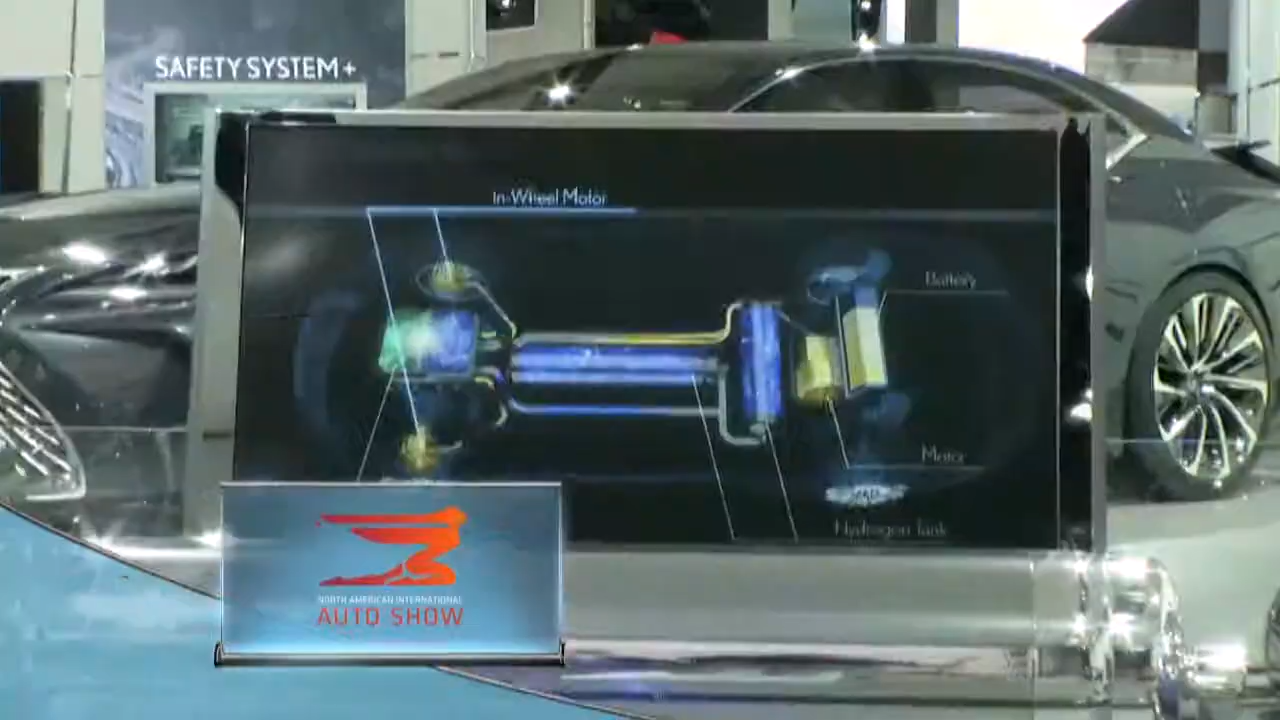 SAFETY SYSTEM+
In-Wheel Motor
Battery
Motor
Hydrogen Tank
NORTH AMERICAN INTERNATIONAL
AUTO SHOW